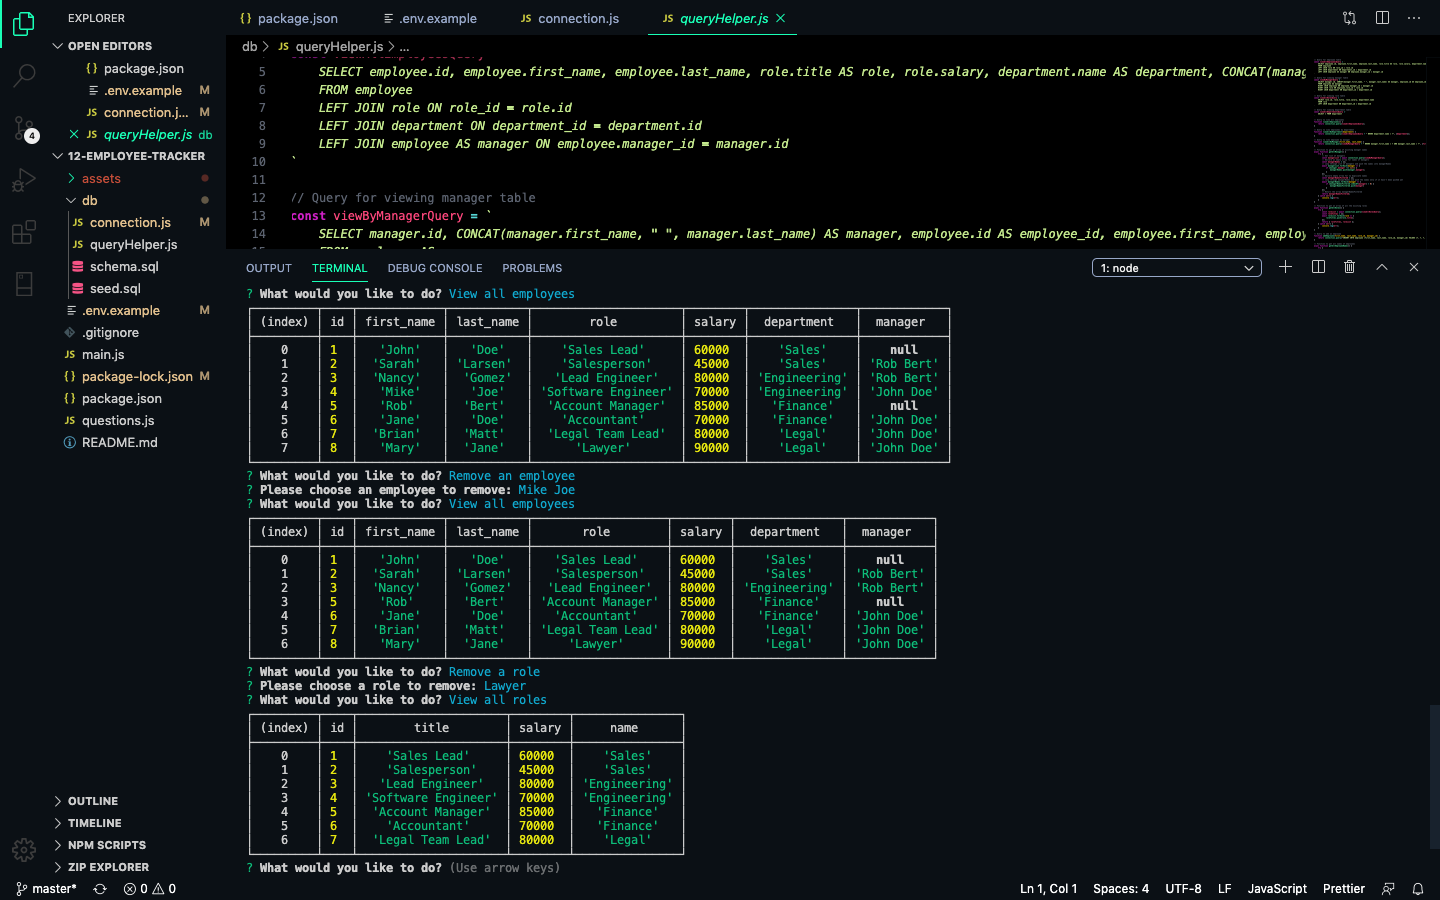 EXPLORER
OPEN EDITORS
{} package.json
.env.example M
JS connection.j... M
JS queryHelper.js db
12-EMPLOYEE-TRACKER
assets
db
JS connection.js M
JS queryHelper.js
schema.sql
seed.sql
.env.example M
.gitignore
JS main.js
{} package-lock.json M
{} package.json
JS questions.js
README.md
OUTLINE
TIMELINE
NPM SCRIPTS
ZIP EXPLORER
4
{} package.json .env.example JS connection.js JS queryHelper.js
db > JS queryHelper.js > ...
5 SELECT employee.id, employee.first_name, employee.last_name, role.title AS role, role.salary, department.name AS department, CONCAT(manag
6 FROM employee
7 LEFT JOIN role ON role_id = role.id
8 LEFT JOIN department ON department_id = department.id
9 LEFT JOIN employee AS manager ON employee.manager_id = manager.id
10 `
11
12 // Query for viewing manager table
13 const viewByManagerQuery = `
14 SELECT manager.id, CONCAT(manager.first_name, " ", manager.last_name) AS manager, employee.id AS employee_id, employee.first_name, employ
OUTPUT TERMINAL DEBUG CONSOLE PROBLEMS 1: node
? What would you like to do? View all employees
(index) id first_name last_name role salary department manager
0 1 'John' 'Doe' 'Sales Lead' 60000 'Sales' null
1 2 'Sarah' 'Larsen' 'Salesperson' 45000 'Sales' 'Rob Bert'
2 3 'Nancy' 'Gomez' 'Lead Engineer' 80000 'Engineering' 'Rob Bert'
3 4 'Mike' 'Joe' 'Software Engineer' 70000 'Engineering' 'John Doe'
4 5 'Rob' 'Bert' 'Account Manager' 85000 'Finance' null
5 6 'Jane' 'Doe' 'Accountant' 70000 'Finance' 'John Doe'
6 7 'Brian' 'Matt' 'Legal Team Lead' 80000 'Legal' 'John Doe'
7 8 'Mary' 'Jane' 'Lawyer' 90000 'Legal' 'John Doe'
? What would you like to do? Remove an employee
? Please choose an employee to remove: Mike Joe
? What would you like to do? View all employees
(index) id first_name last_name role salary department manager
0 1 'John' 'Doe' 'Sales Lead' 60000 'Sales' null
1 2 'Sarah' 'Larsen' 'Salesperson' 45000 'Sales' 'Rob Bert'
2 3 'Nancy' 'Gomez' 'Lead Engineer' 80000 'Engineering' 'Rob Bert'
3 5 'Rob' 'Bert' 'Account Manager' 85000 'Finance' null
4 6 'Jane' 'Doe' 'Accountant' 70000 'Finance' 'John Doe'
5 7 'Brian' 'Matt' 'Legal Team Lead' 80000 'Legal' 'John Doe'
6 8 'Mary' 'Jane' 'Lawyer' 90000 'Legal' 'John Doe'
? What would you like to do? Remove a role
? Please choose a role to remove: Lawyer
? What would you like to do? View all roles
(index) id title salary name
0 1 'Sales Lead' 60000 'Sales'
1 2 'Salesperson' 45000 'Sales'
2 3 'Lead Engineer' 80000 'Engineering'
3 4 'Software Engineer' 70000 'Engineering'
4 5 'Account Manager' 85000 'Finance'
5 6 'Accountant' 70000 'Finance'
6 7 'Legal Team Lead' 80000 'Legal'
? What would you like to do? (Use arrow keys)
master* 0 0 Ln 1, Col 1 Spaces: 4 UTF-8 LF JavaScript Prettier